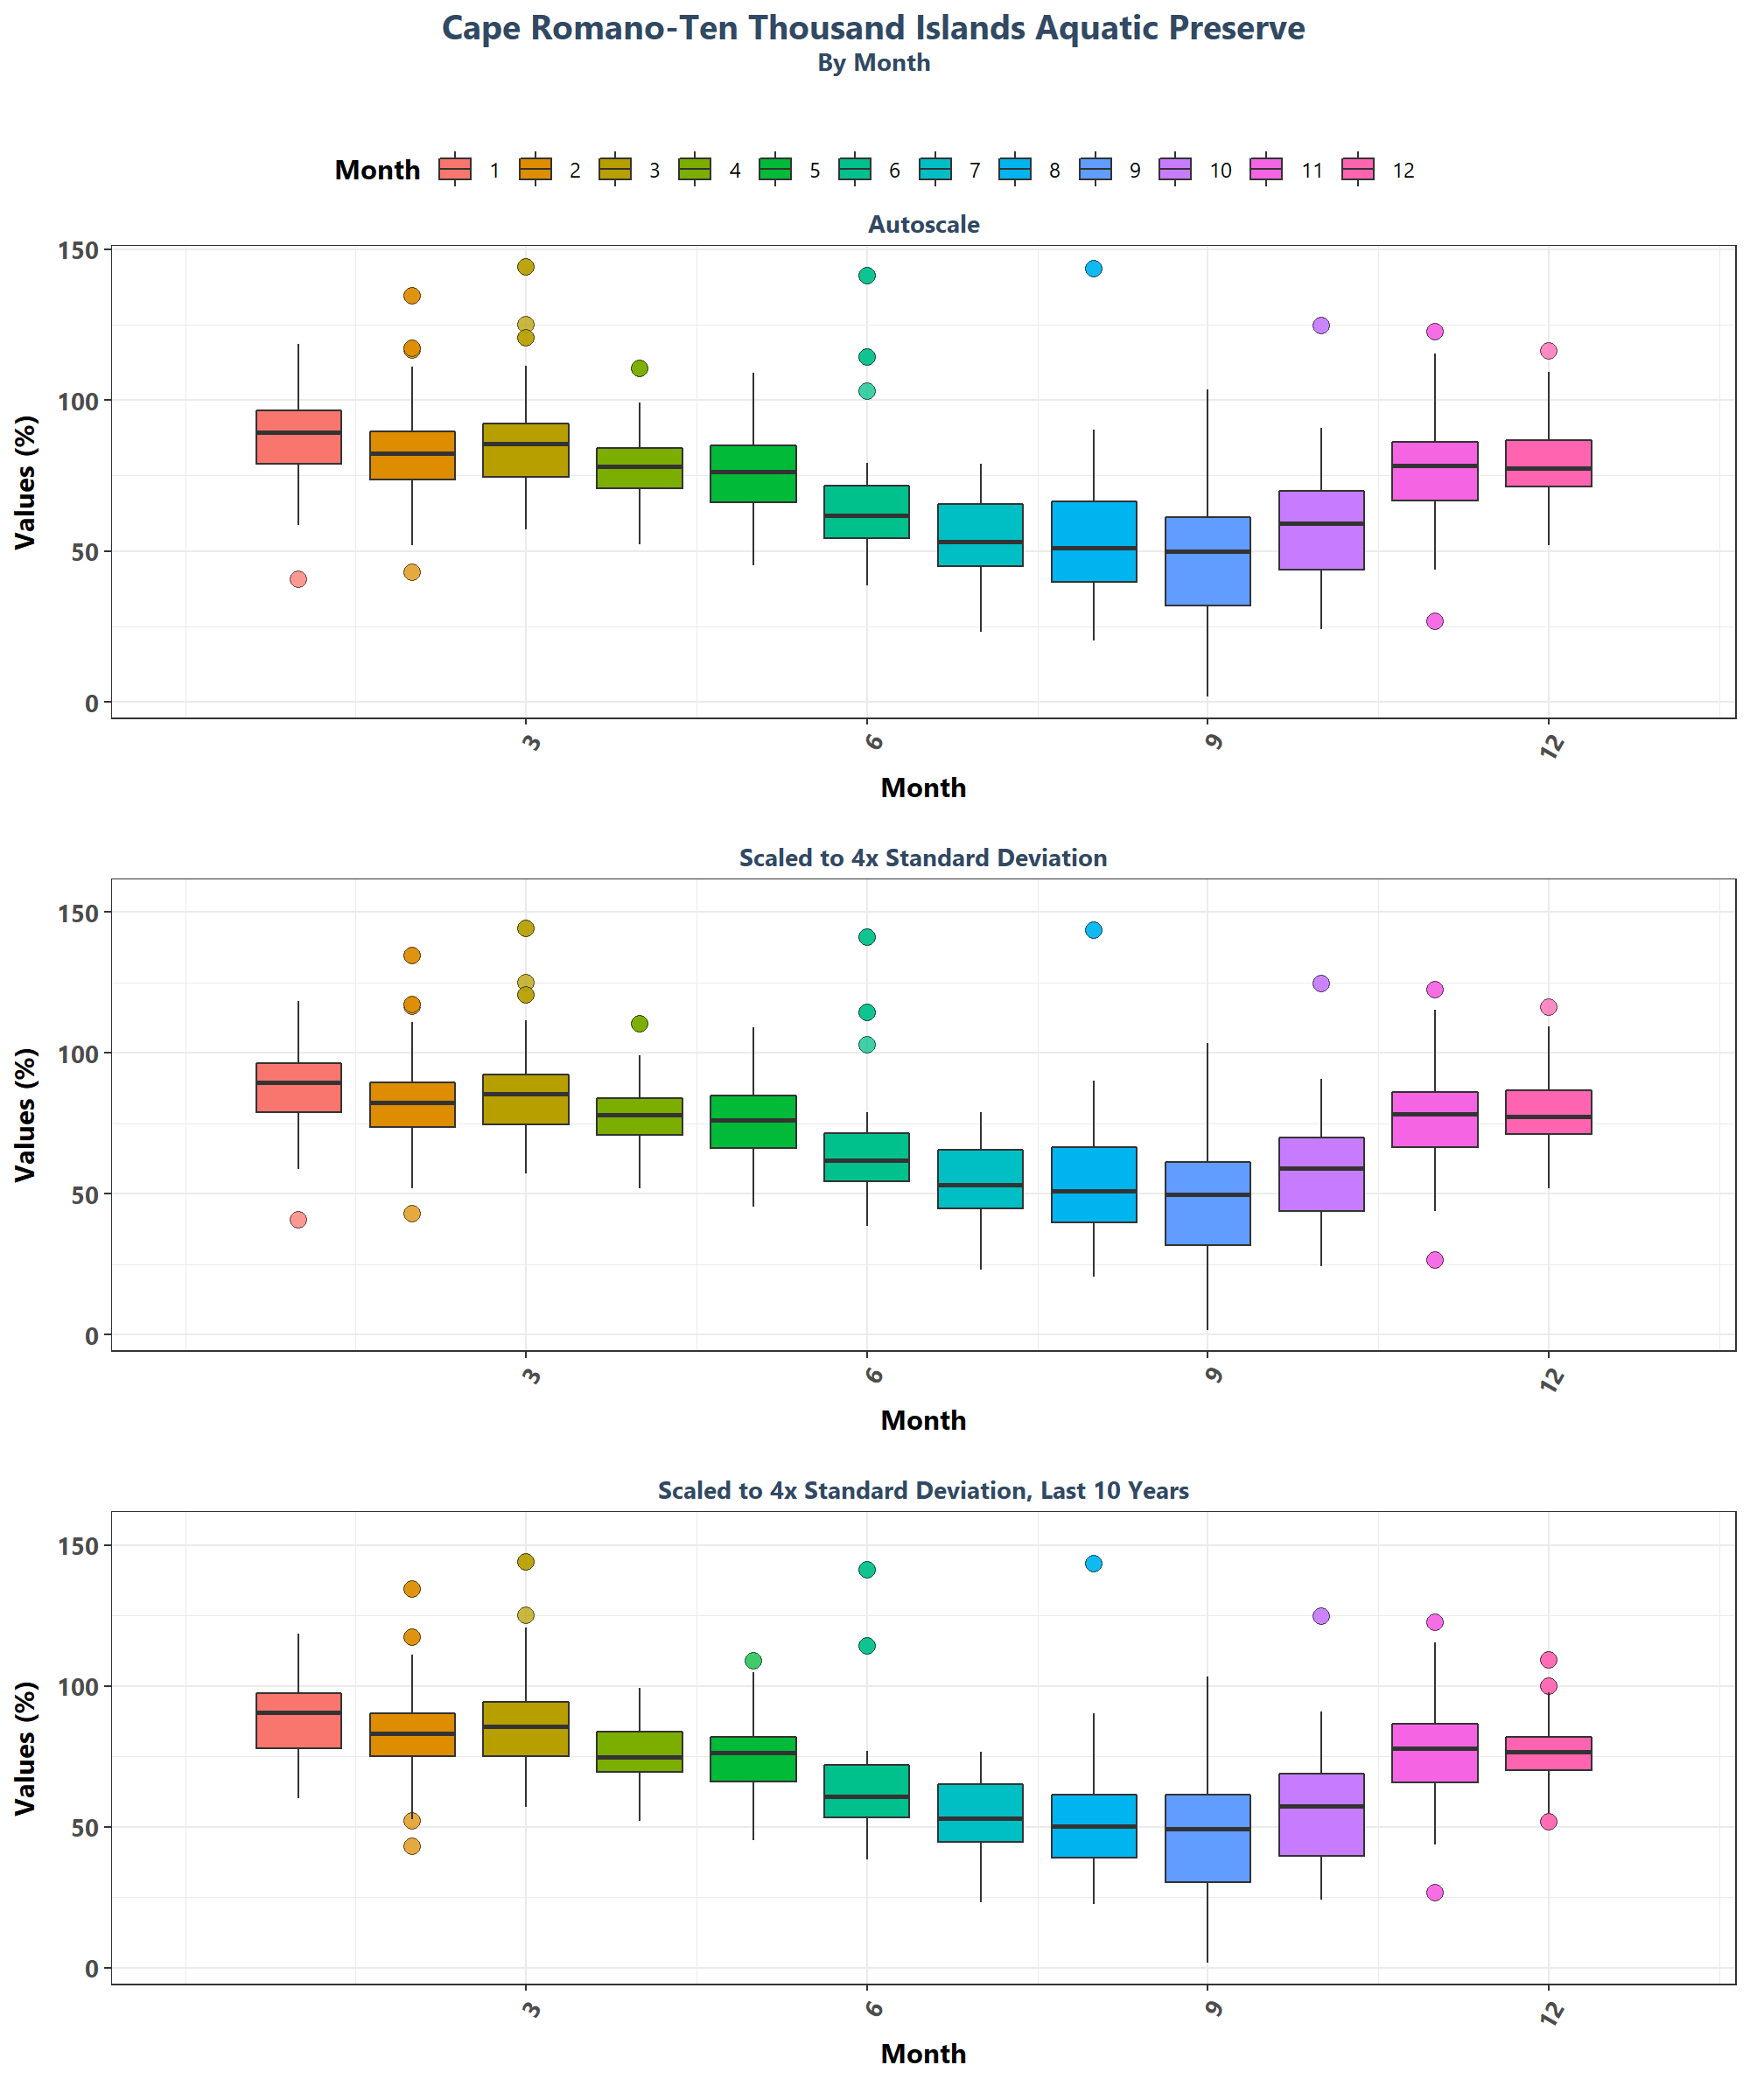 Cape Romano-Ten Thousand Islands Aquatic Preserve
By Month
Month 1 2 3 4 5 6 7 8 9 10 11 12
Autoscale
Values (%)
150
100
50
0
3 6 9 12
Month
Scaled to 4x Standard Deviation
Values (%)
150
100
50
0
3 6 9 12
Month
Scaled to 4x Standard Deviation, Last 10 Years
Values (%)
150
100
50
0
3 6 9 12
Month